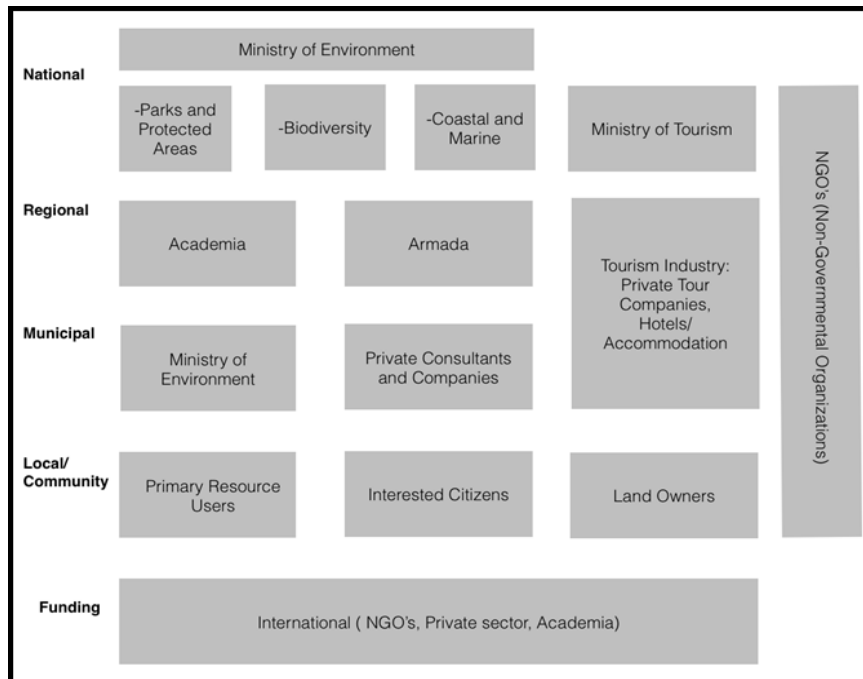 Ministry of Environment
National
-Parks and
Protected
Areas
-Biodiversity
-Coastal and
Marine
Ministry of Tourism
NGO's (Non-Governmental Organizations)
Regional
Academia
Armada
Tourism Industry:
Private Tour
Companies,
Hotels/
Accommodation
Municipal
Ministry of
Environment
Private Consultants
and Companies
Local/
Community
Primary Resource
Users
Interested Citizens
Land Owners
Funding
International ( NGO's, Private sector, Academia)